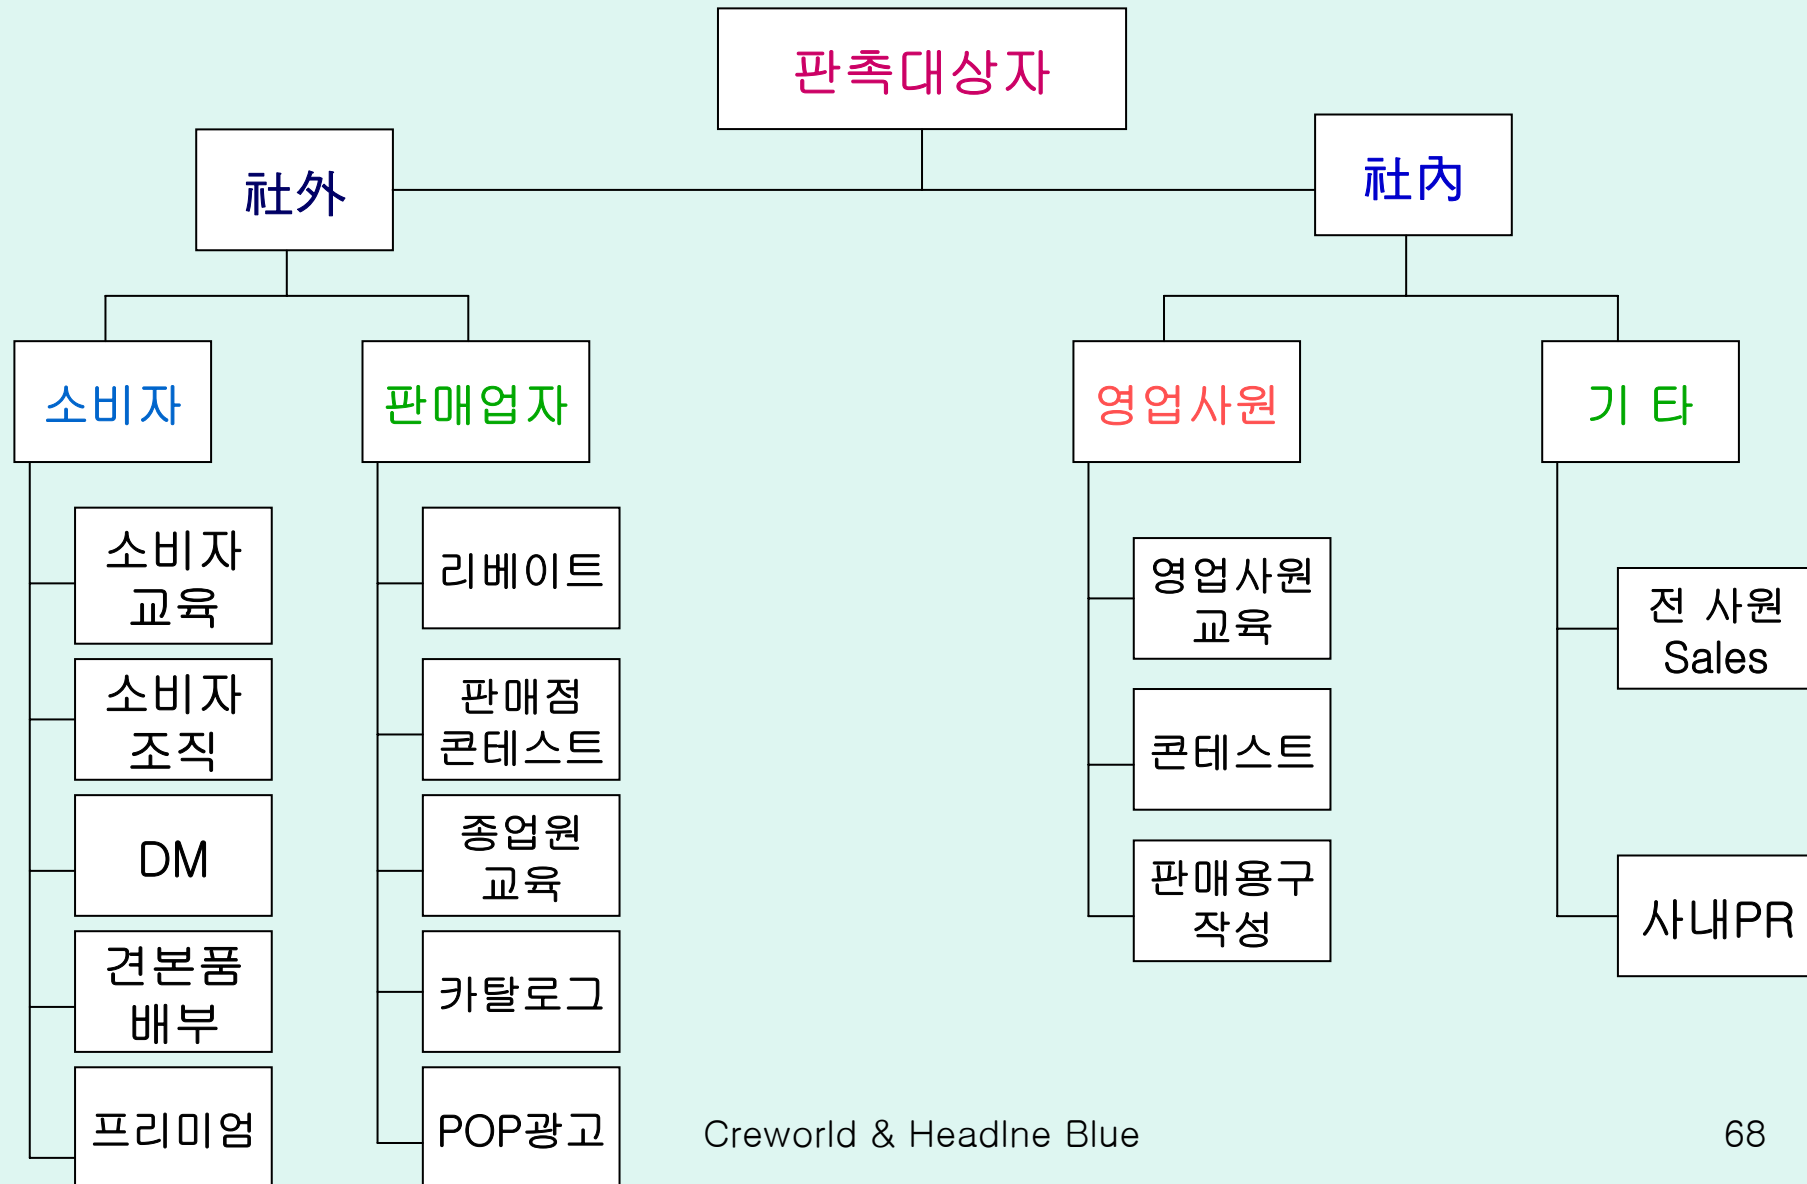 판촉대상자
社外
社內
소비자
판매업자
영업사원
기 타
소비자
교육
소비자
조직
DM
견본품
배부
프리미엄
리베이트
판매점
콘테스트
종업원
교육
카탈로그
POP광고
영업사원
교육
콘테스트
판매용구
작성
전 사원
Sales
사내PR
Creworld & Headlne Blue
68